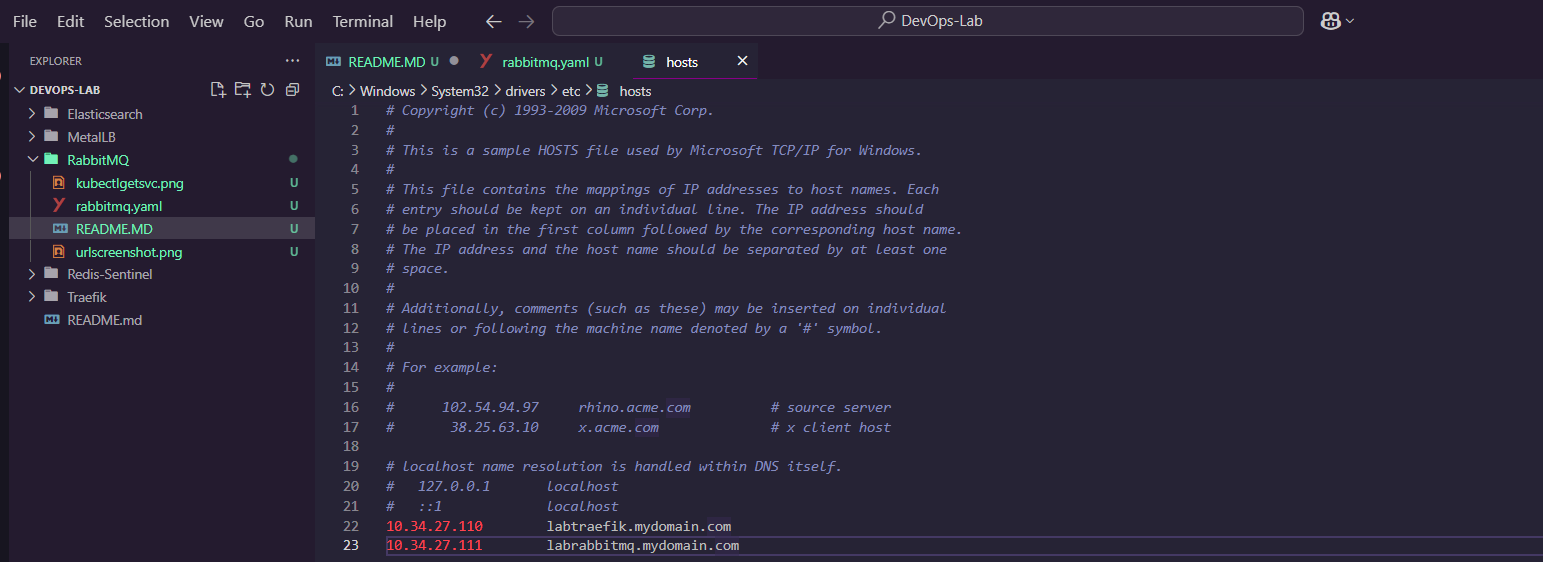 File Edit Selection View Go Run Terminal Help DevOps-Lab
EXPLORER
DEVOPS-LAB
Elasticsearch
MetalLB
RabbitMQ
kubectlgetsvc.png U
rabbitmq.yaml U
README.MD U
urlscreenshot.png U
Redis-Sentinel
Traefik
README.md
README.MD U rabbitmq.yaml U hosts
C: > Windows > System32 > drivers > etc > hosts
1 # Copyright (c) 1993-2009 Microsoft Corp.
2 #
3 # This is a sample HOSTS file used by Microsoft TCP/IP for Windows.
4 #
5 # This file contains the mappings of IP addresses to host names. Each
6 # entry should be kept on an individual line. The IP address should
7 # be placed in the first column followed by the corresponding host name.
8 # The IP address and the host name should be separated by at least one
9 # space.
10 #
11 # Additionally, comments (such as these) may be inserted on individual
12 # lines or following the machine name denoted by a '#' symbol.
13 #
14 # For example:
15 #
16 # 102.54.94.97 rhino.acme.com # source server
17 # 38.25.63.10 x.acme.com # x client host
18
19 # localhost name resolution is handled within DNS itself.
20 # 127.0.0.1 localhost
21 # ::1 localhost
22 10.34.27.110 labtraefik.mydomain.com
23 10.34.27.111 labrabbitmq.mydomain.com